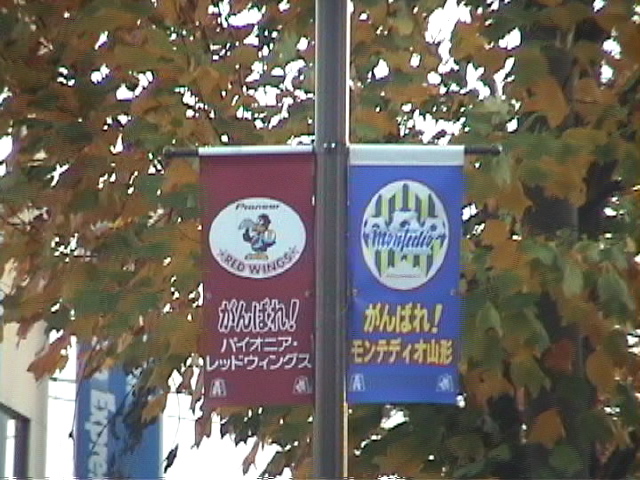 Pioneer
RED WINGS
がんばれ！
パイオニア・
レッドウィングス
Montedio
がんばれ！
モンテディオ山形
Express